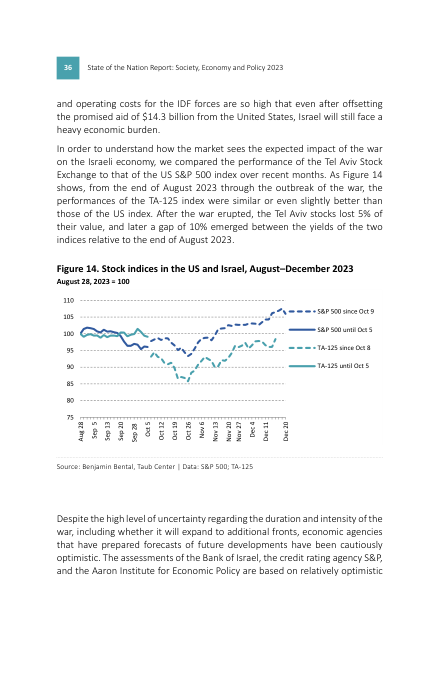 36 State of the Nation Report: Society, Economy and Policy 2023
and operating costs for the IDF forces are so high that even after offsetting
the promised aid of $14.3 billion from the United States, Israel will still face a
heavy economic burden.
In order to understand how the market sees the expected impact of the war
on the Israeli economy, we compared the performance of the Tel Aviv Stock
Exchange to that of the US S&P 500 index over recent months. As Figure 14
shows, from the end of August 2023 through the outbreak of the war, the
performances of the TA-125 index were similar or even slightly better than
those of the US index. After the war erupted, the Tel Aviv stocks lost 5% of
their value, and later a gap of 10% emerged between the yields of the two
indices relative to the end of August 2023.
Figure 14. Stock indices in the US and Israel, August–December 2023
August 28, 2023 = 100
110
105
100
95
90
85
80
75
Aug 28
Sep 5
Sep 13
Sep 20
Sep 28
Oct 5
Oct 12
Oct 19
Oct 26
Nov 6
Nov 13
Nov 20
Nov 27
Dec 4
Dec 11
Dec 20
S&P 500 since Oct 9
S&P 500 until Oct 5
TA-125 since Oct 8
TA-125 until Oct 5
Source: Benjamin Bental, Taub Center | Data: S&P 500; TA-125
Despite the high level of uncertainty regarding the duration and intensity of the
war, including whether it will expand to additional fronts, economic agencies
that have prepared forecasts of future developments have been cautiously
optimistic. The assessments of the Bank of Israel, the credit rating agency S&P,
and the Aaron Institute for Economic Policy are based on relatively optimistic